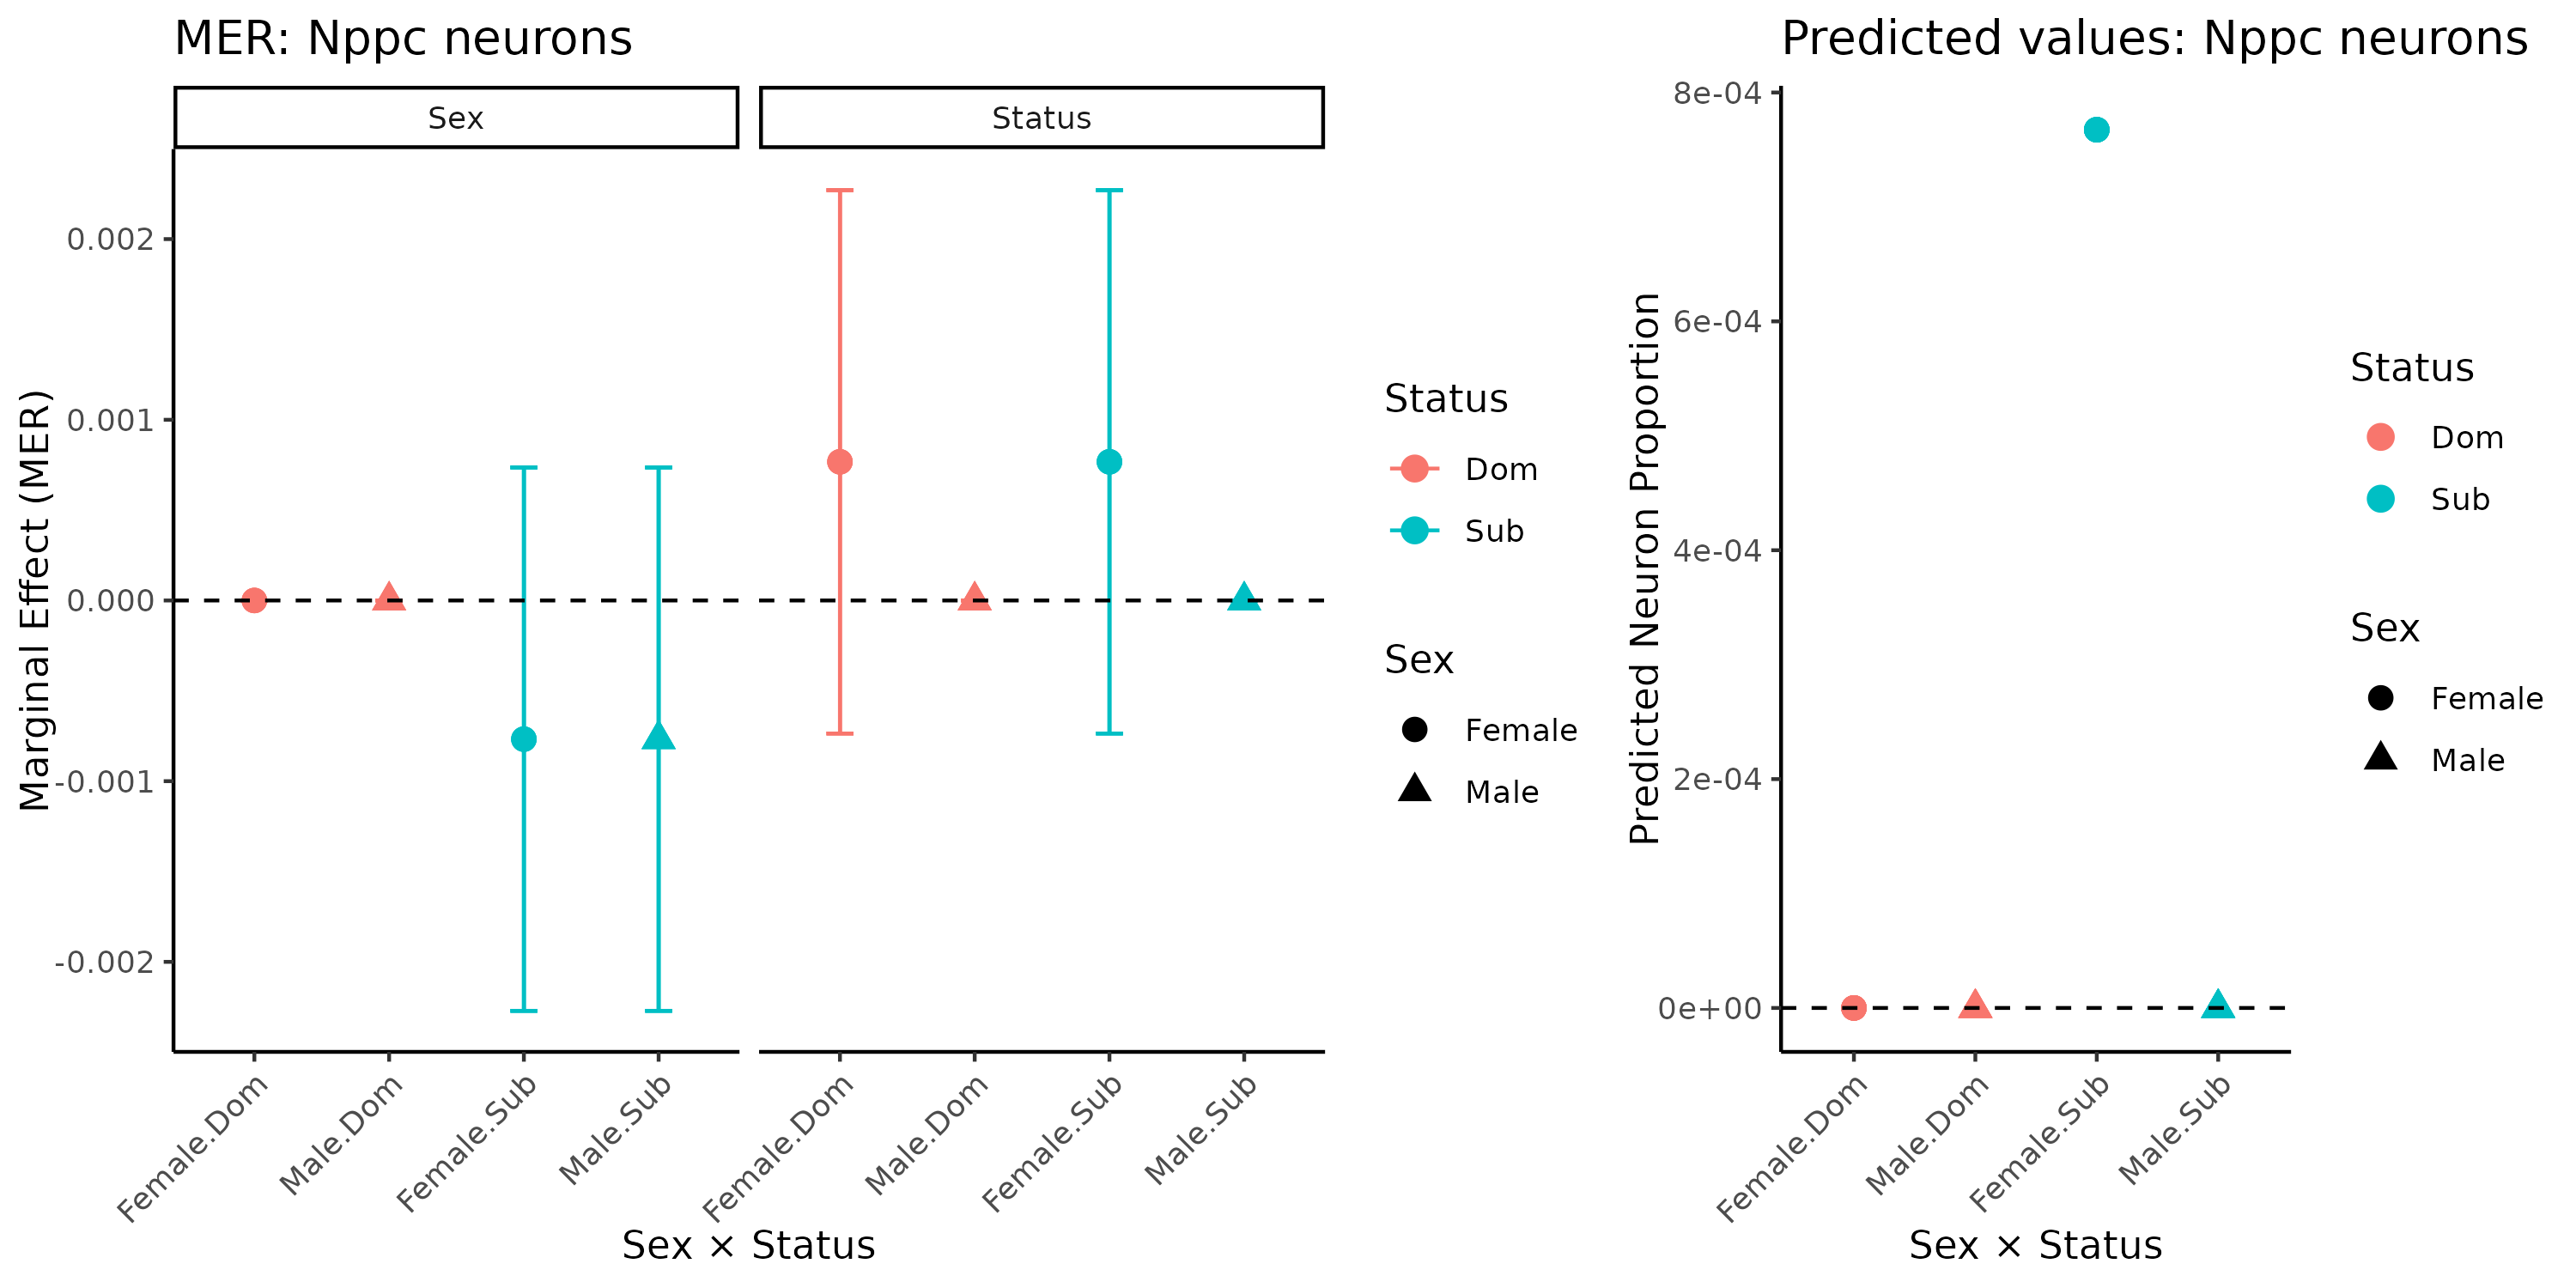 MER: Nppc neurons
Sex
Status
Marginal Effect (MER)
0.002
0.001
0.000
-0.001
-0.002
Female.Dom
Male.Dom
Female.Sub
Male.Sub
Female.Dom
Male.Dom
Female.Sub
Male.Sub
Sex × Status
Status
Dom
Sub
Sex
Female
Male
Predicted values: Nppc neurons
Predicted Neuron Proportion
8e-04
6e-04
4e-04
2e-04
0e+00
Female.Dom
Male.Dom
Female.Sub
Male.Sub
Sex × Status
Status
Dom
Sub
Sex
Female
Male